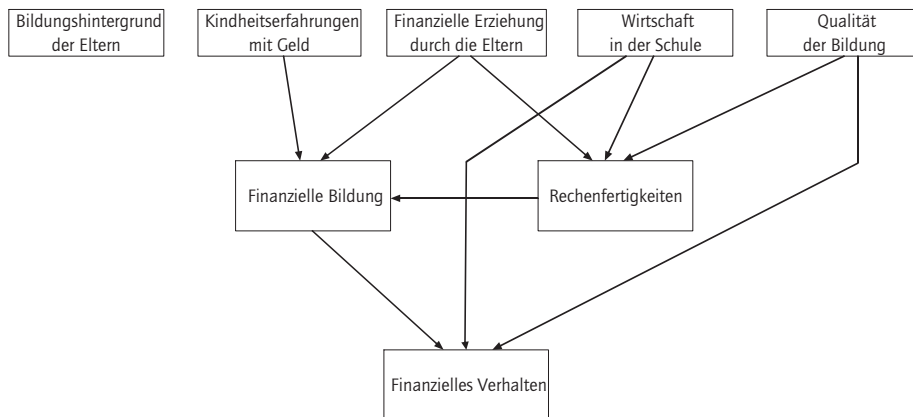 Bildungshintergrund
der Eltern
Kindheitserfahrungen
mit Geld
Finanzielle Erziehung
durch die Eltern
Wirtschaft
in der Schule
Qualität
der Bildung
Finanzielle Bildung
Rechenfertigkeiten
Finanzielles Verhalten